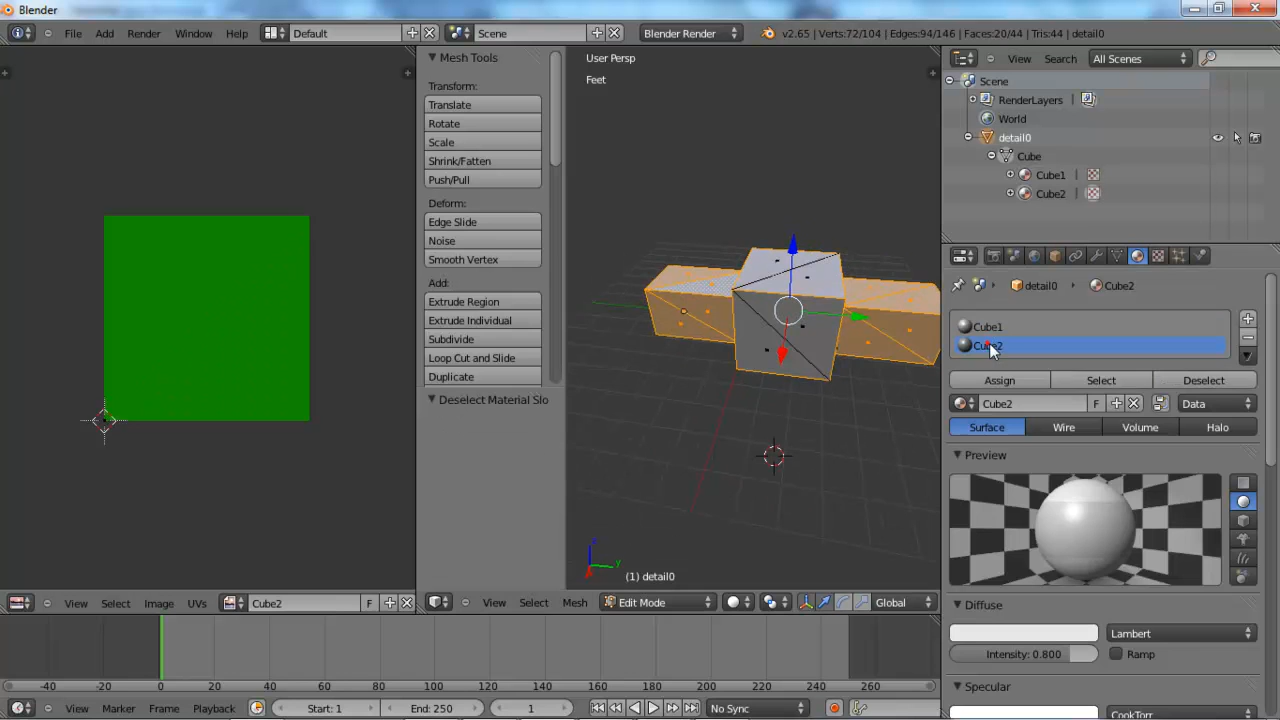 Blender
File Add Render Window Help Default Scene Blender Render v2.65 | Verts:72/104 | Edges:94/146 | Faces:20/44 | Tris:44 | detail0
Mesh Tools
Transform:
Translate
Rotate
Scale
Shrink/Fatten
Push/Pull
Deform:
Edge Slide
Noise
Smooth Vertex
Add:
Extrude Region
Extrude Individual
Subdivide
Loop Cut and Slide
Duplicate
Deselect Material Slo
User Persp
Feet
(1) detail0
View Search All Scenes
Scene
RenderLayers
World
detail0
Cube
Cube1
Cube2
detail0 Cube2
Cube1
Cube2
Assign Select Deselect
Cube2 F Data
Surface Wire Volume Halo
Preview
Diffuse
Lambert
Intensity: 0.800 Ramp
Specular
CookTorr
View Select Image UVs Cube2 F
View Select Mesh Edit Mode Global
-40 -20 0 20 40 60 80 100 120 140 160 180 200 220 240 260
View Marker Frame Playback Start: 1 End: 250 1 No Sync